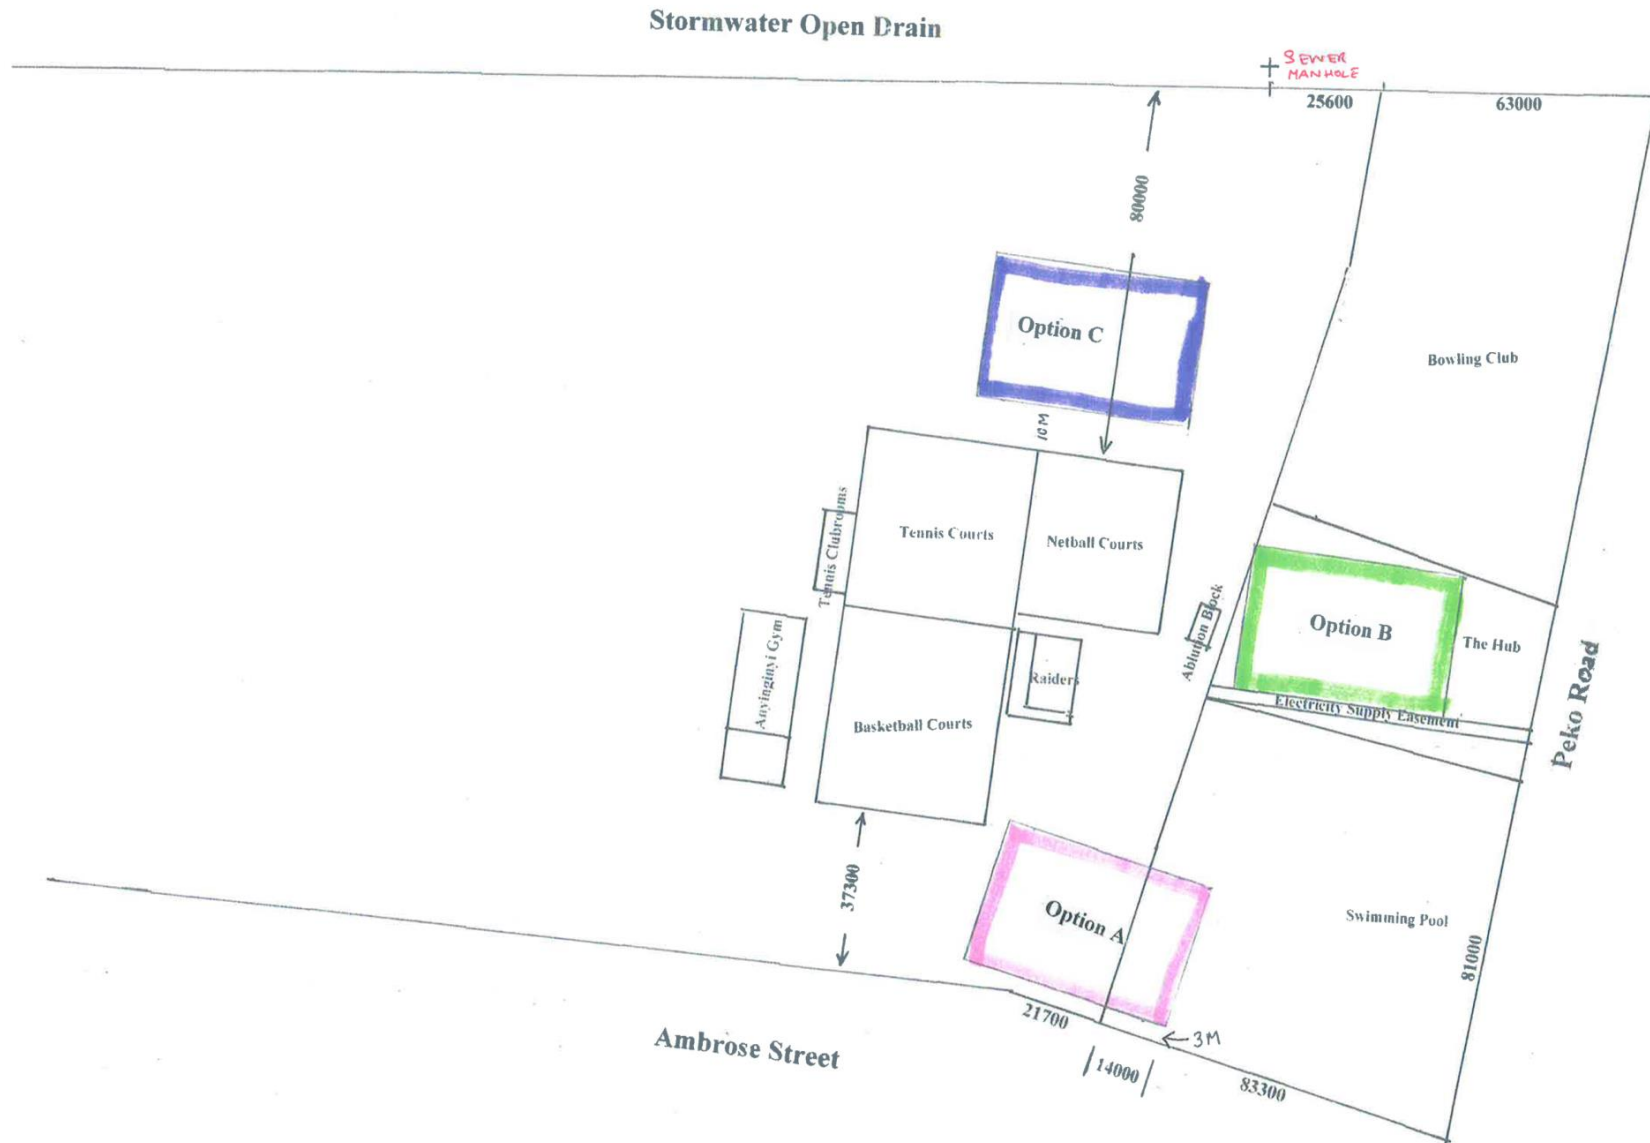 Stormwater Open Drain
SEWER
MANHOLE
25600
63000
80000
Option C
Bowling Club
10M
Tennis Clubrooms
Tennis Courts
Netball Courts
Ablution Block
Option B
The Hub
Anyinginyi Gym
Raiders
Electricity Supply Easement
Basketball Courts
Peko Road
37300
Option A
Swimming Pool
81000
21700
3M
Ambrose Street
14000
83300